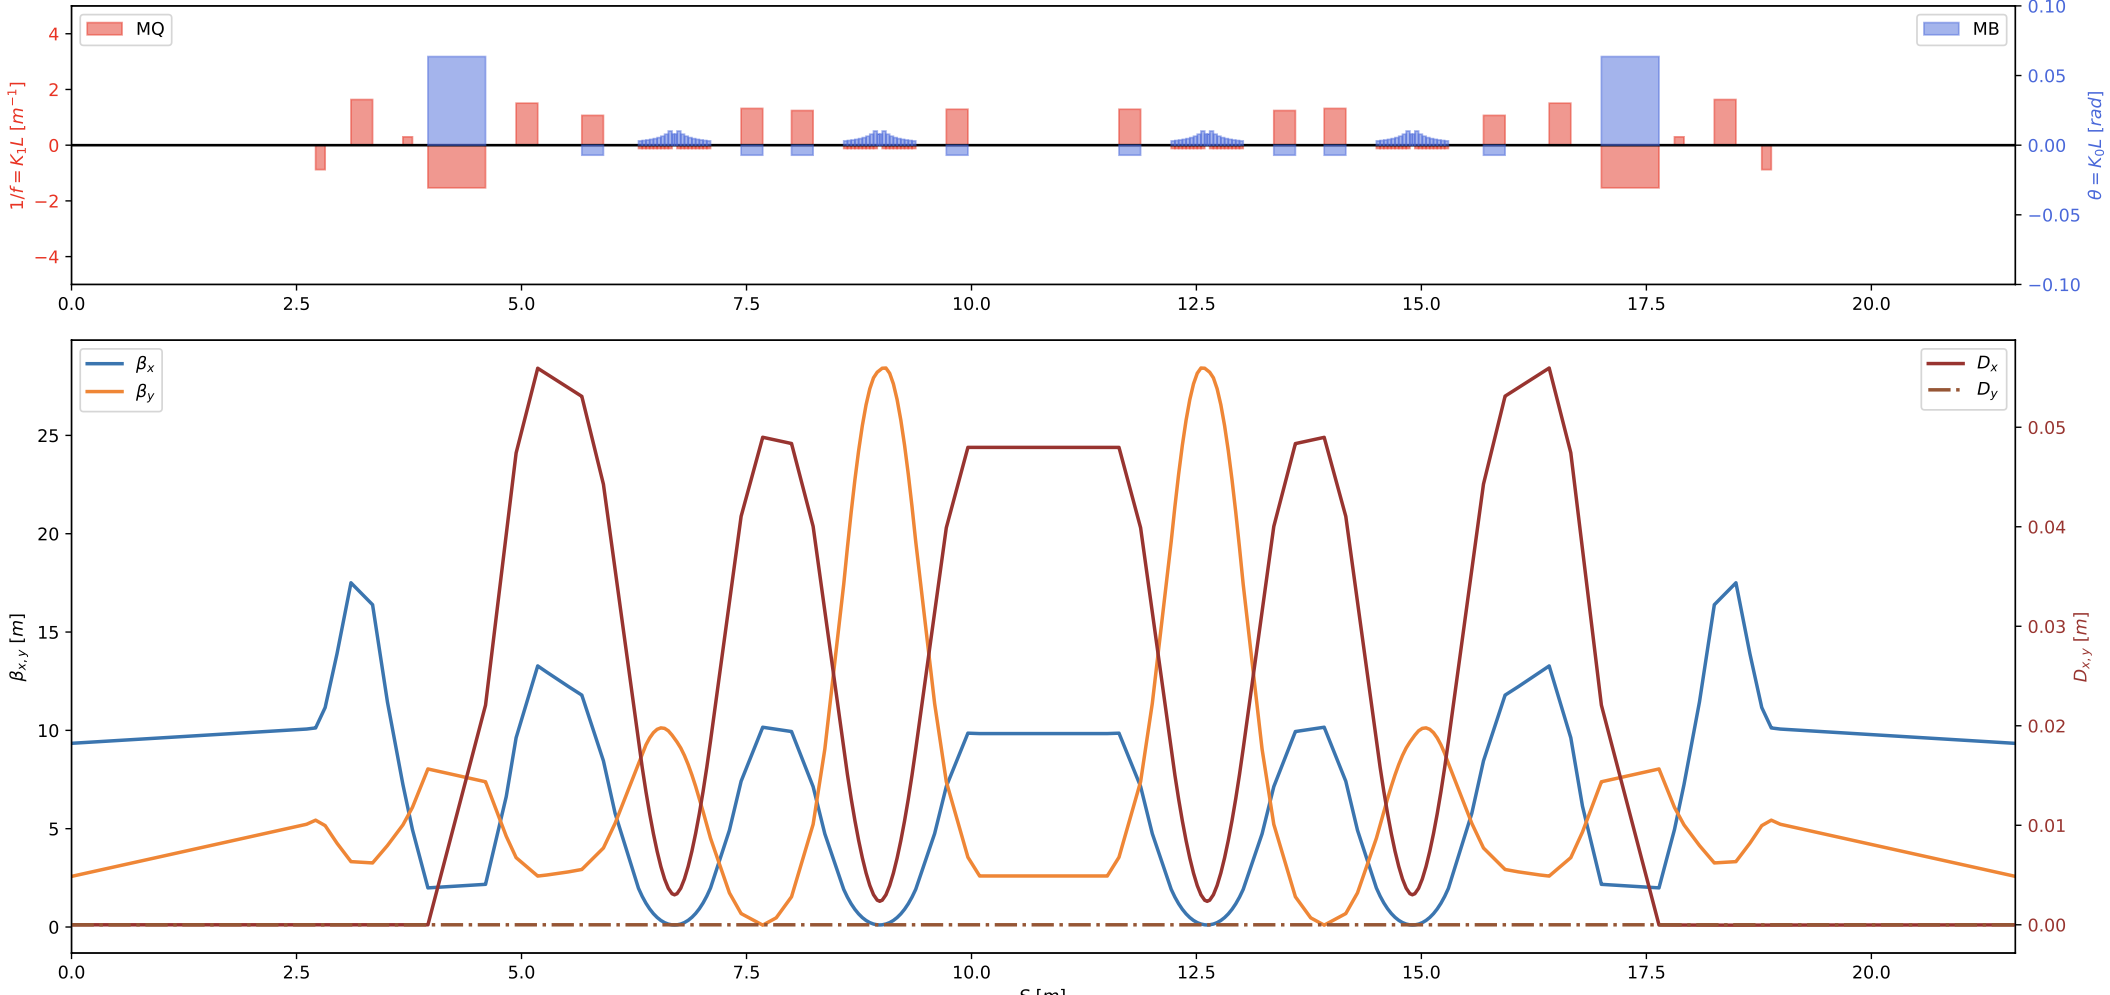 MQ
MB
4
2
0
−2
−4
1/f = K₁L [m⁻¹]
0.10
0.05
0.00
−0.05
−0.10
θ = K₀L [rad]
0.0 2.5 5.0 7.5 10.0 12.5 15.0 17.5 20.0
βₓ
β_y
Dₓ
D_y
25
20
15
10
5
0
β_{x,y} [m]
0.05
0.04
0.03
0.02
0.01
0.00
D_{x,y} [m]
0.0 2.5 5.0 7.5 10.0 12.5 15.0 17.5 20.0
S [m]